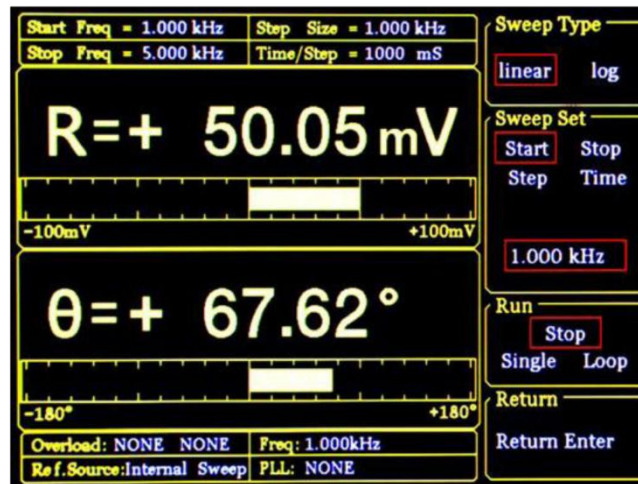 Start Freq = 1.000 kHz
Step Size = 1.000 kHz
Stop Freq = 5.000 kHz
Time/Step = 1000 mS
R=+ 50.05 mV
-100mV
+100mV
θ=+ 67.62°
-180°
+180°
Overload: NONE NONE
Freq: 1.000kHz
Ref.Source:Internal Sweep
PLL: NONE
Sweep Type
linear log
Sweep Set
Start Stop
Step Time
1.000 kHz
Run
Stop
Single Loop
Return
Return Enter